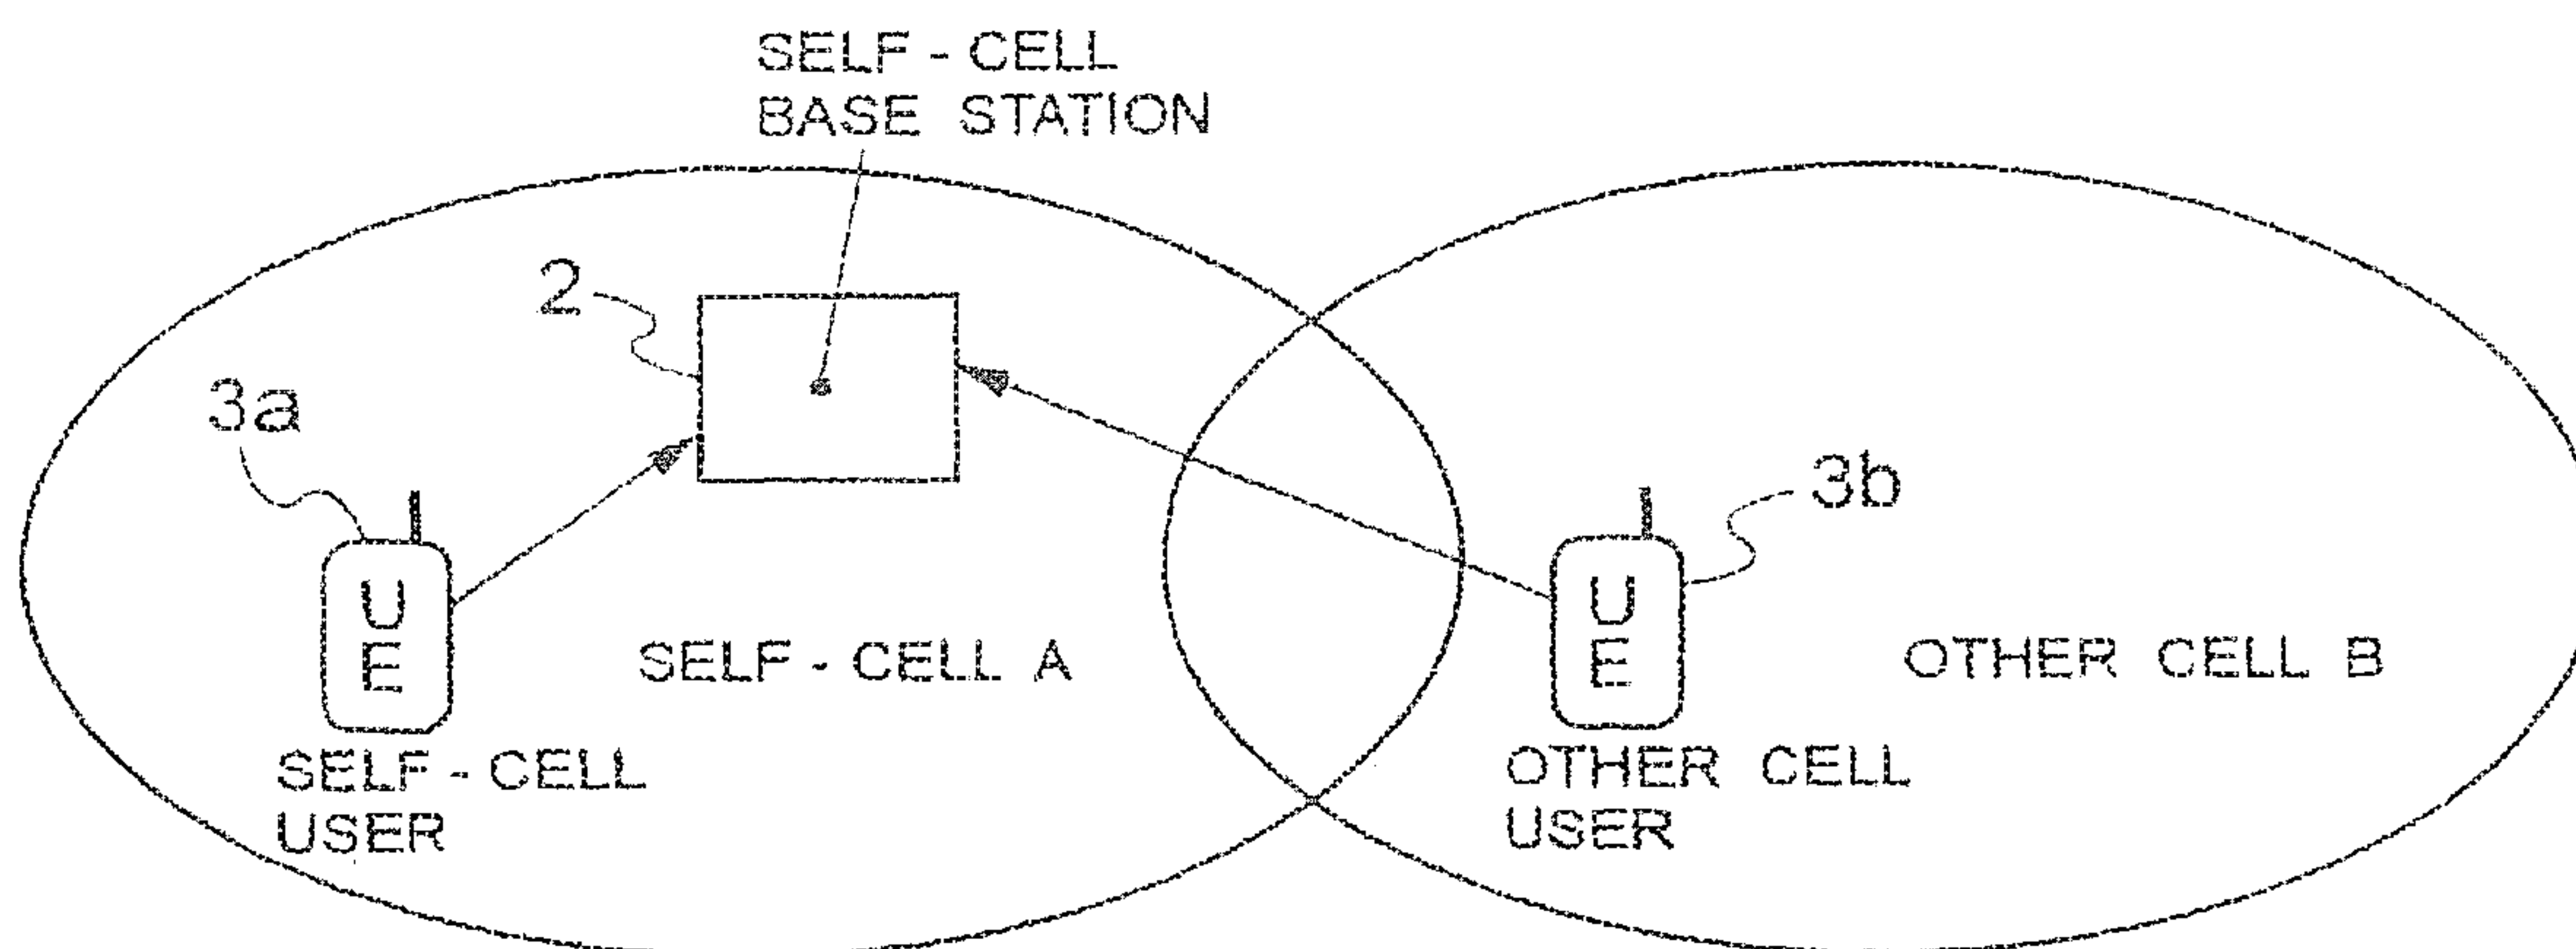 SELF - CELL
BASE STATION
2
3a
3b
U
E
U
E
SELF - CELL A
OTHER CELL B
SELF - CELL
USER
OTHER CELL
USER